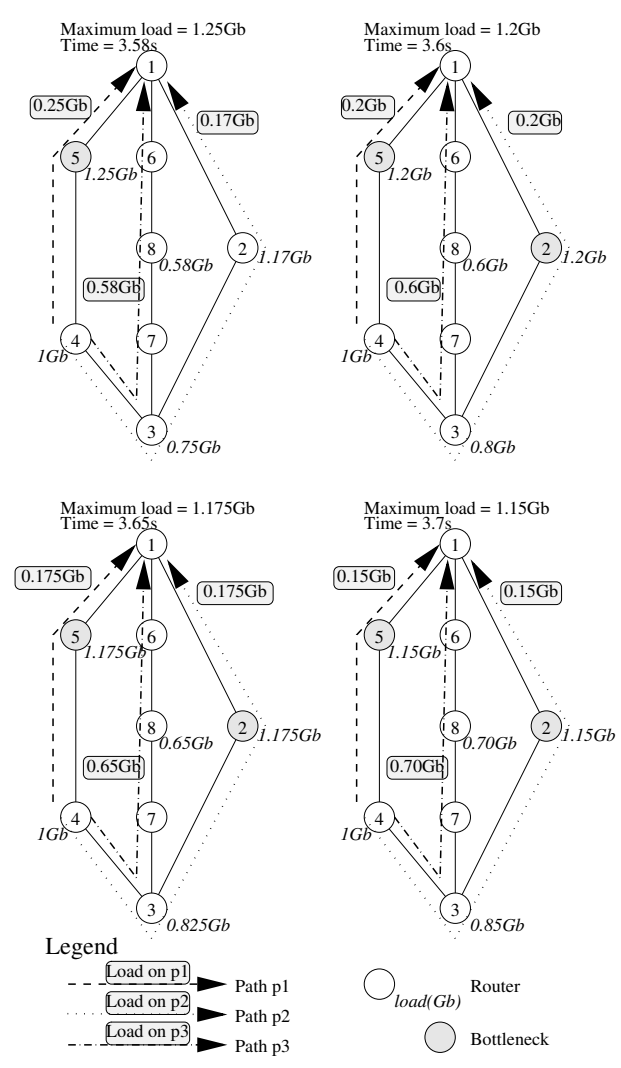 Maximum load = 1.25Gb
Time = 3.58s
1
0.25Gb
0.17Gb
5
1.25Gb
6
8
0.58Gb
2
1.17Gb
0.58Gb
4
1Gb
7
3
0.75Gb
Maximum load = 1.2Gb
Time = 3.6s
1
0.2Gb
0.2Gb
5
1.2Gb
6
8
0.6Gb
2
1.2Gb
0.6Gb
4
1Gb
7
3
0.8Gb
Maximum load = 1.175Gb
Time = 3.65s
1
0.175Gb
0.175Gb
5
1.175Gb
6
8
0.65Gb
2
1.175Gb
0.65Gb
4
1Gb
7
3
0.825Gb
Maximum load = 1.15Gb
Time = 3.7s
1
0.15Gb
0.15Gb
5
1.15Gb
6
8
0.70Gb
2
1.15Gb
0.70Gb
4
1Gb
7
3
0.85Gb
Legend
Load on p1
Path p1
Load on p2
Path p2
Load on p3
Path p3
load(Gb)
Router
Bottleneck